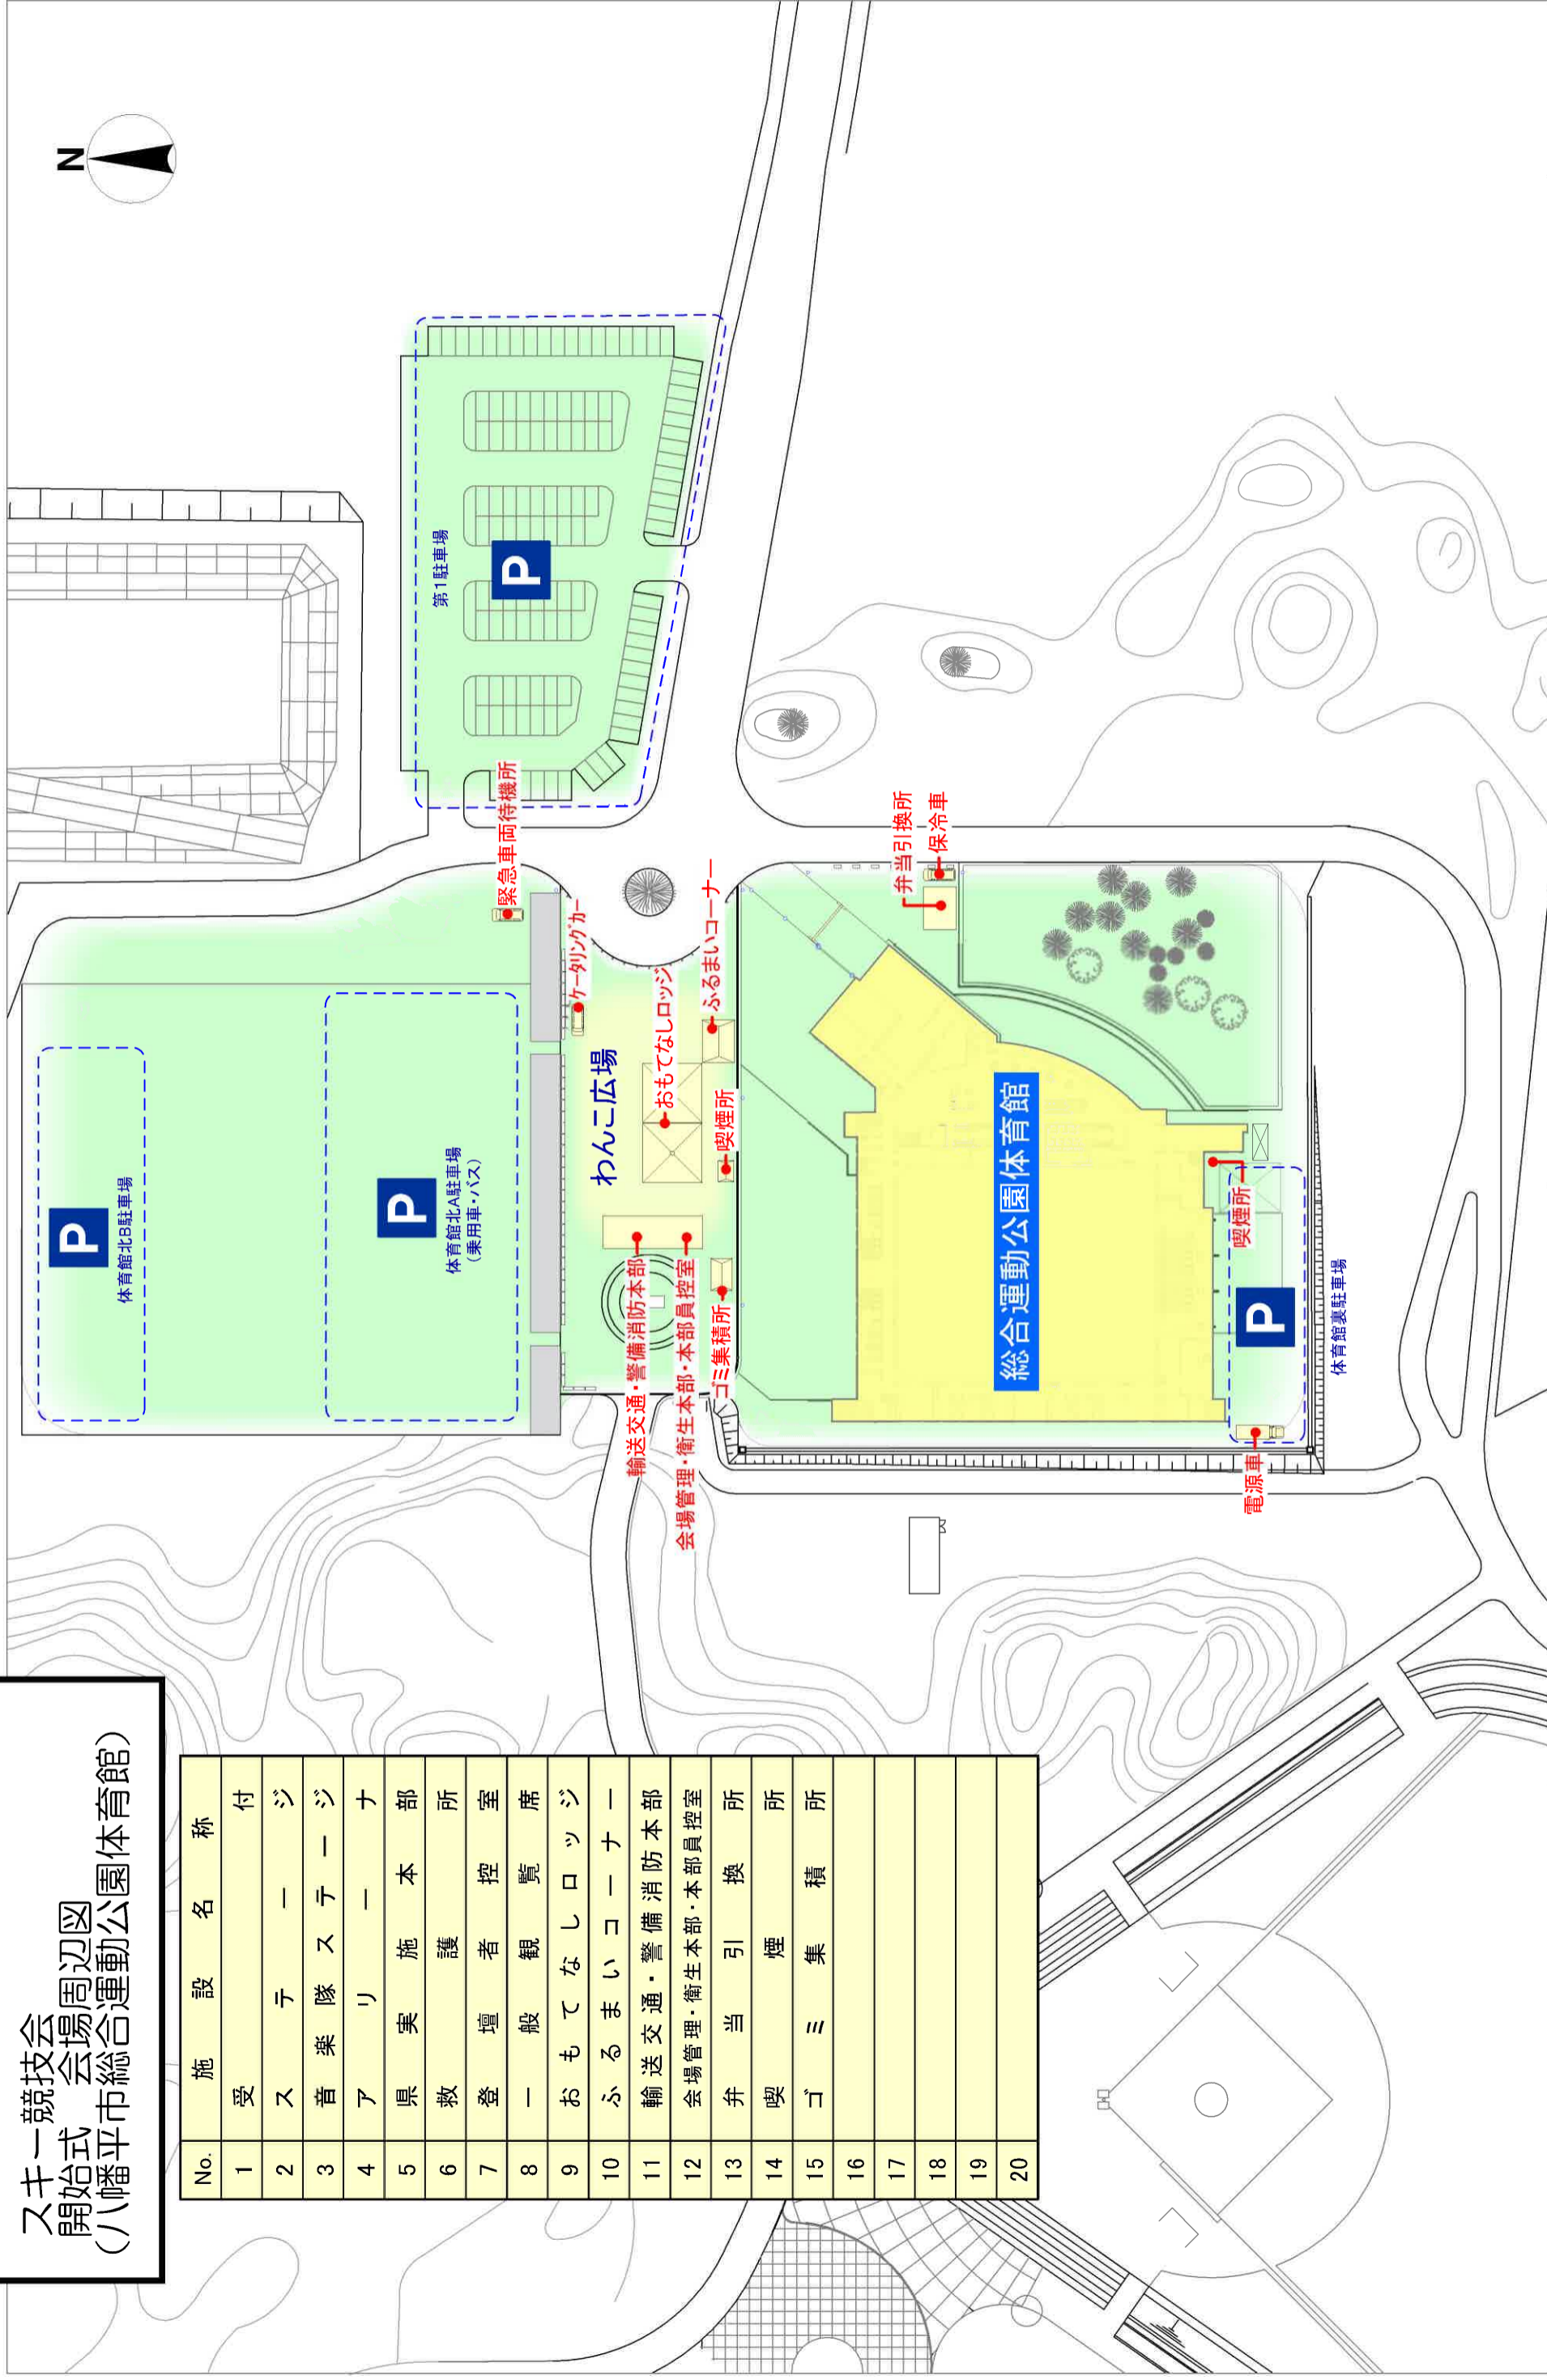 スキー競技会
開始式　会場周辺図
（八幡平市総合運動公園体育館）
No. 施設名称
1 受付
2 ステージ
3 音楽隊ステージ
4 アリーナ
5 県実施本部
6 救護所
7 登壇者控室
8 一般観覧席
9 おもてなしロッジ
10 ふるまいコーナー
11 輸送交通・警備消防本部
12 会場管理・衛生本部・本部員控室
13 弁当引換所
14 喫煙所
15 ゴミ集積所
16
17
18
19
20
N
P
体育館北B駐車場
P
体育館北A駐車場
（乗用車・バス）
第1駐車場
P
緊急車両待機所
ケータリングカー
わんこ広場
おもてなしロッジ
ふるまいコーナー
喫煙所
輸送交通・警備消防本部
会場管理・衛生本部・本部員控室
ゴミ集積所
弁当引換所
保冷車
総合運動公園体育館
喫煙所
P
電源車
体育館裏駐車場